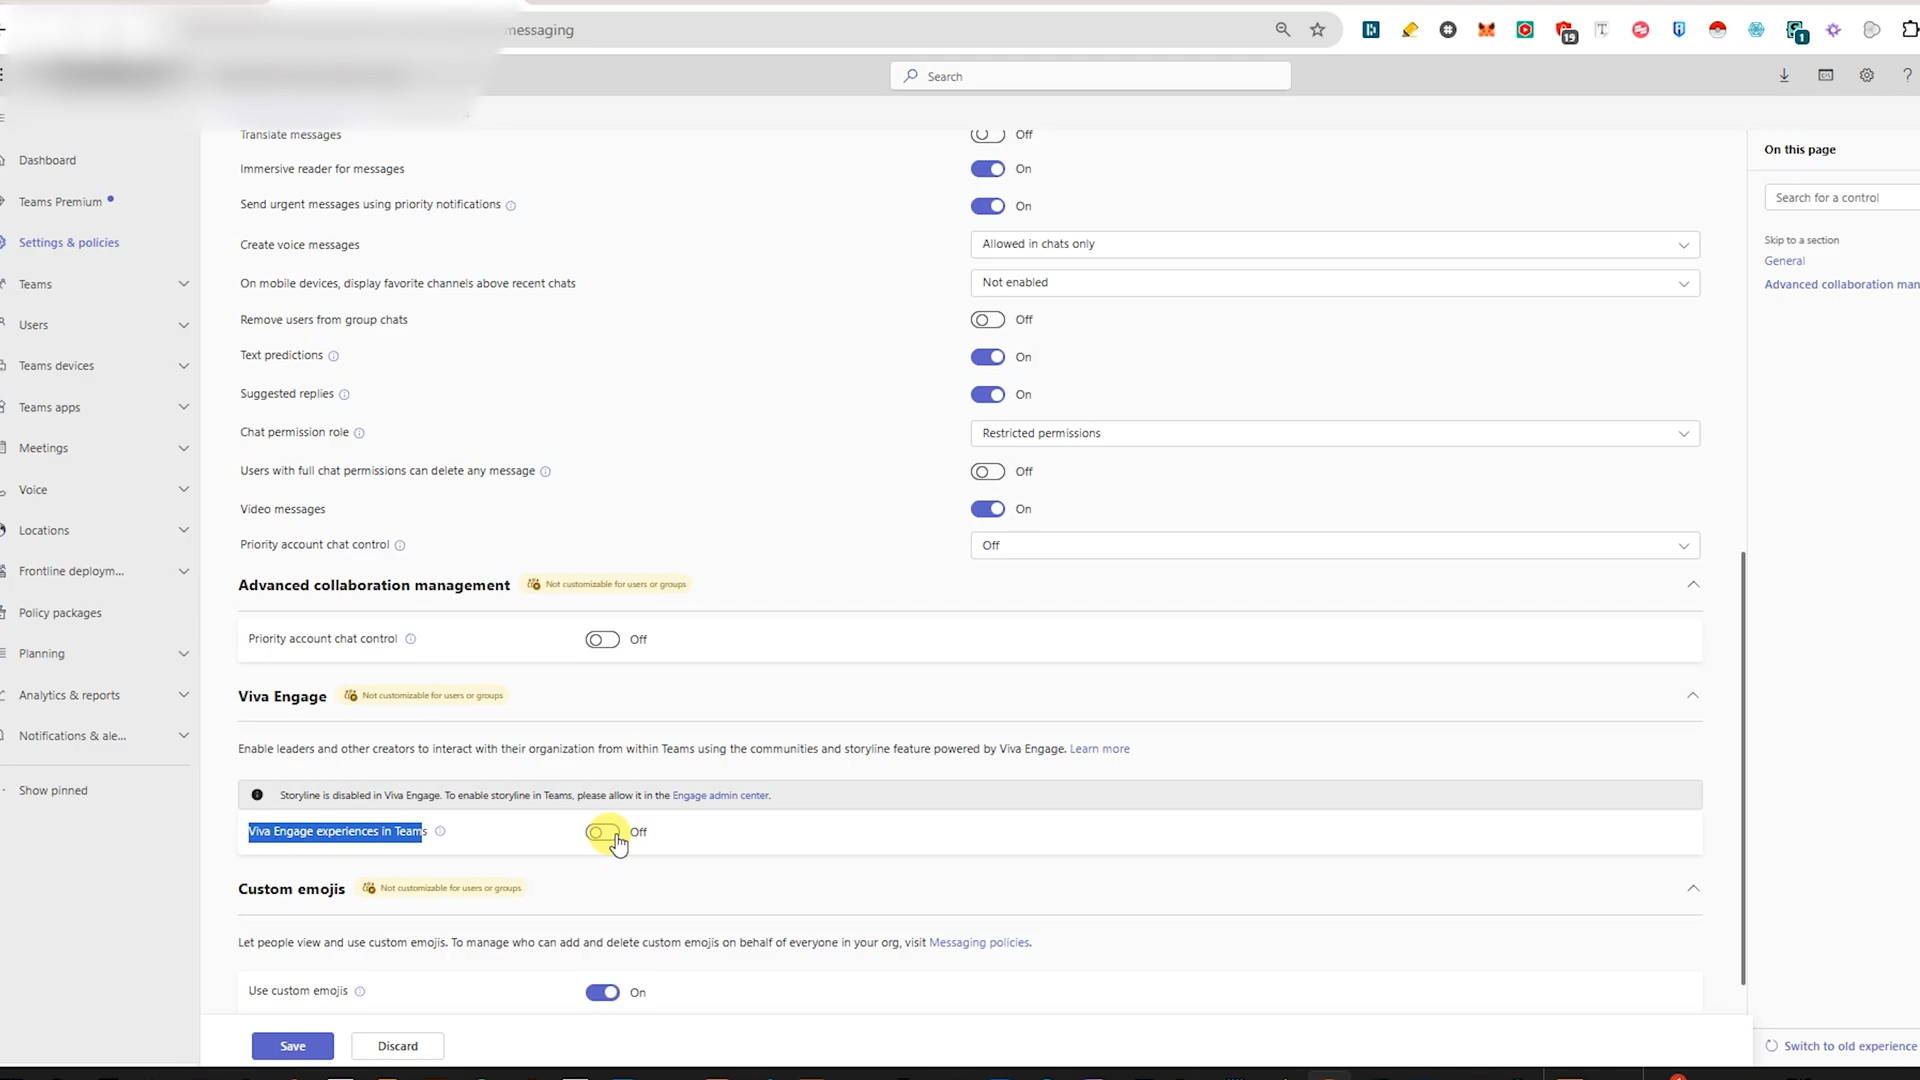 messaging
19
1
Search
?
Dashboard
Teams Premium
Settings & policies
Teams
Users
Teams devices
Teams apps
Meetings
Voice
Locations
Frontline deploym...
Policy packages
Planning
Analytics & reports
Notifications & ale...
Show pinned
Translate messages Off
Immersive reader for messages On
Send urgent messages using priority notifications On
Create voice messages Allowed in chats only
On mobile devices, display favorite channels above recent chats Not enabled
Remove users from group chats Off
Text predictions On
Suggested replies On
Chat permission role Restricted permissions
Users with full chat permissions can delete any message Off
Video messages On
Priority account chat control Off
Advanced collaboration management Not customizable for users or groups
Priority account chat control Off
Viva Engage Not customizable for users or groups
Enable leaders and other creators to interact with their organization from within Teams using the communities and storyline feature powered by Viva Engage. Learn more
Storyline is disabled in Viva Engage. To enable storyline in Teams, please allow it in the Engage admin center.
Viva Engage experiences in Teams Off
Custom emojis Not customizable for users or groups
Let people view and use custom emojis. To manage who can add and delete custom emojis on behalf of everyone in your org, visit Messaging policies.
Use custom emojis On
Save Discard
On this page
Search for a control
Skip to a section
General
Advanced collaboration man
Switch to old experience